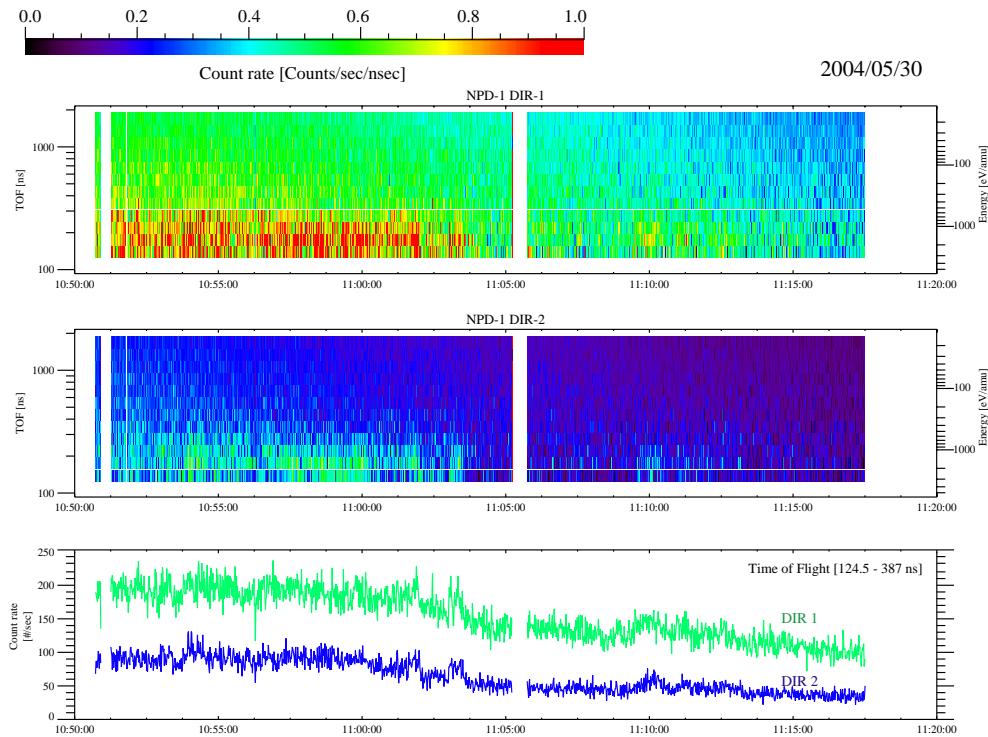 0.0 0.2 0.4 0.6 0.8 1.0
Count rate [Counts/sec/nsec]
2004/05/30
NPD-1 DIR-1
TOF [ns]
1000
100
100
1000
Energy [eV/amu]
10:50:00 10:55:00 11:00:00 11:05:00 11:10:00 11:15:00 11:20:00
NPD-1 DIR-2
TOF [ns]
1000
100
100
1000
Energy [eV/amu]
10:50:00 10:55:00 11:00:00 11:05:00 11:10:00 11:15:00 11:20:00
Count rate
[#/sec]
250
200
150
100
50
0
Time of Flight [124.5 - 387 ns]
DIR 1
DIR 2
10:50:00 10:55:00 11:00:00 11:05:00 11:10:00 11:15:00 11:20:00